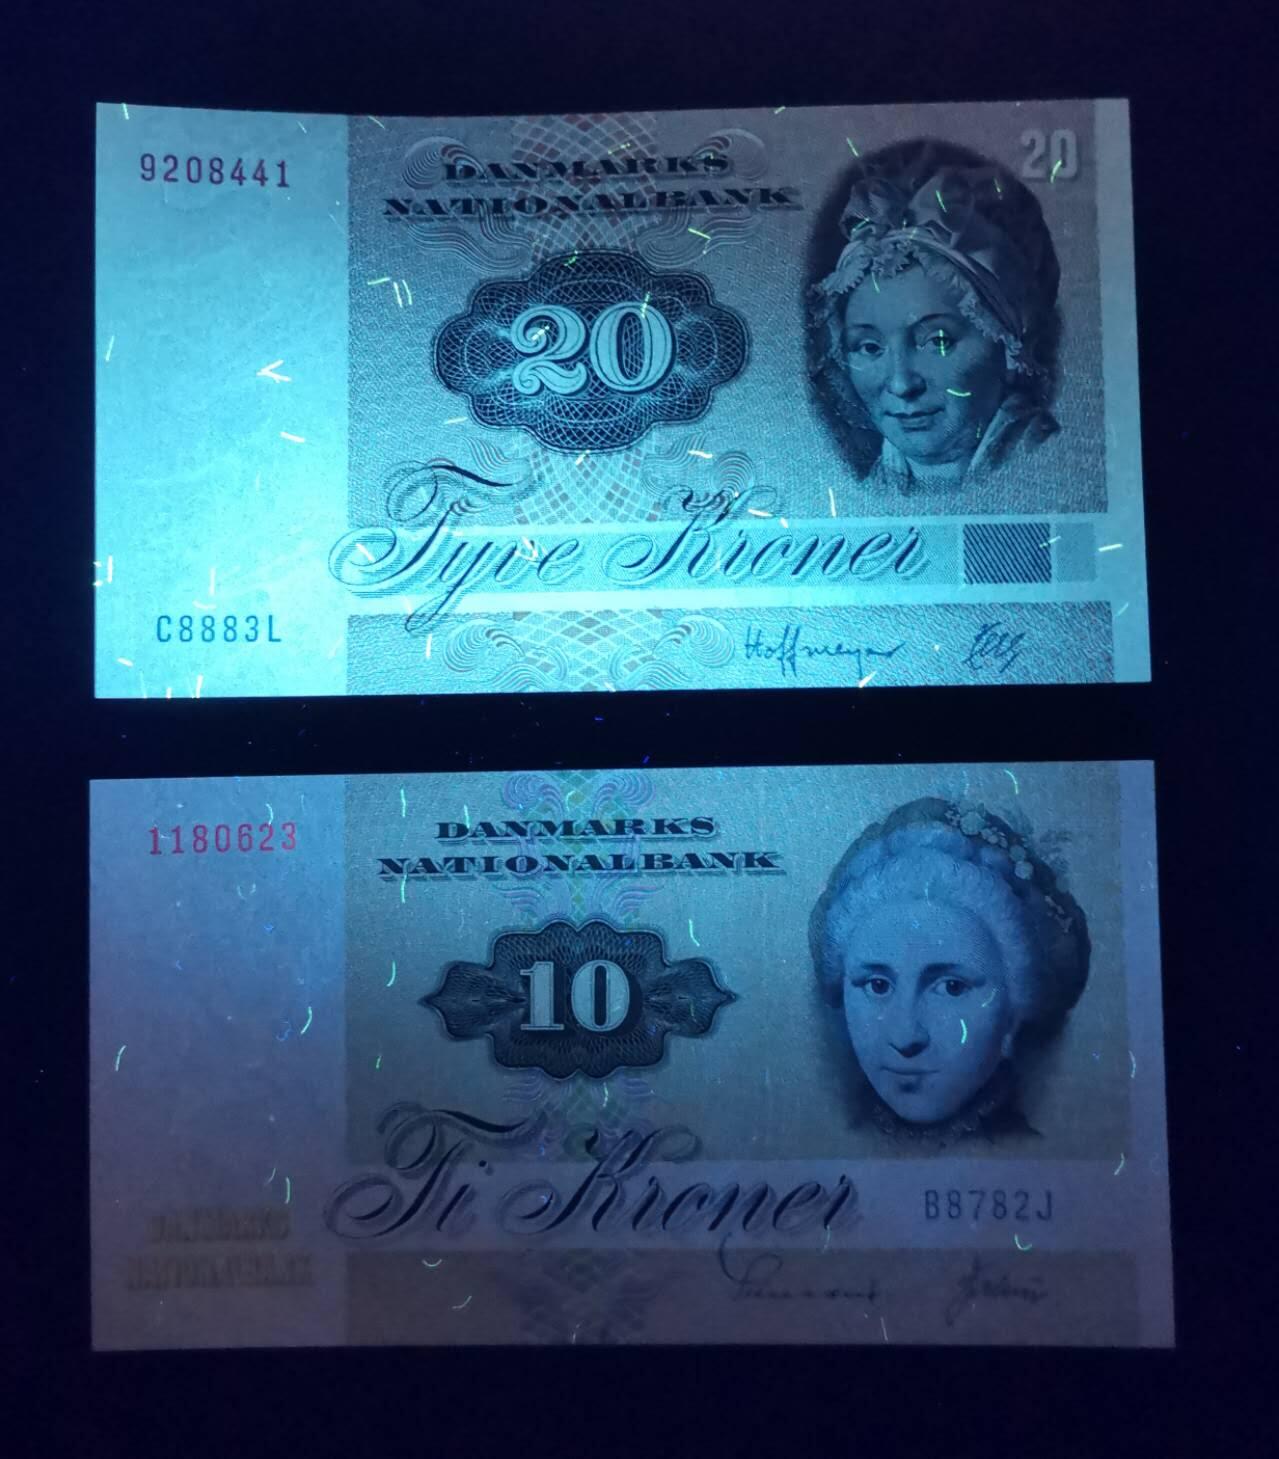 9208441
DANMARKS
NATIONALBANK
20
20
Tyve Kroner
C8883L
Hoffmeyer
1180623
DANMARKS
NATIONALBANK
10
Ti Kroner
B8782J